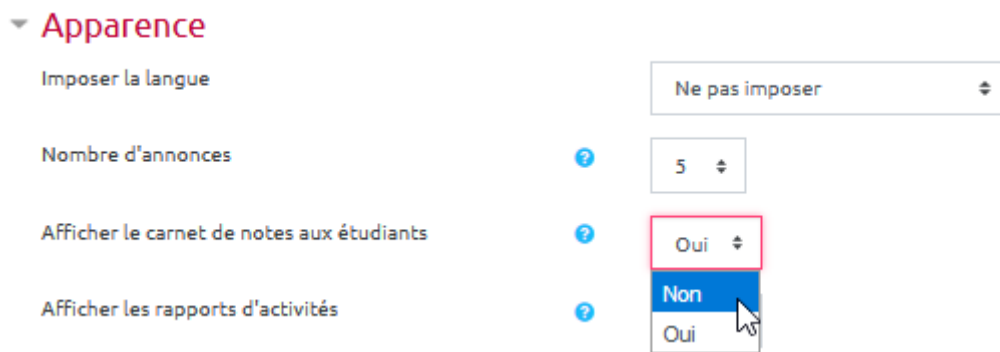 Apparence
Imposer la langue
Ne pas imposer
Nombre d'annonces
5
Afficher le carnet de notes aux étudiants
Oui
Non
Afficher les rapports d'activités
Oui